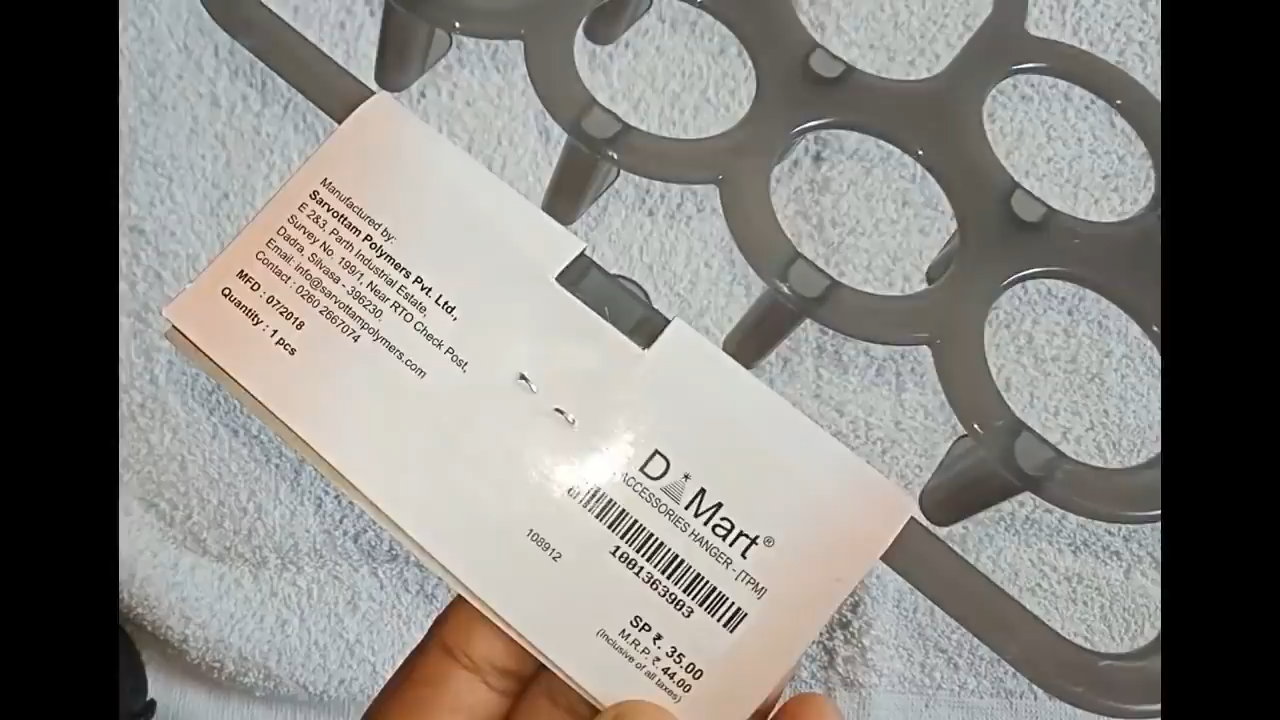 Manufactured by:
Sarvottam Polymers Pvt. Ltd.,
E 2&3, Parth Industrial Estate,
Survey No. 199/1, Near RTO Check Post,
Dadra, Silvasa - 396230.
Email: info@sarvottampolymers.com
Contact : 0260 2667074
MFD : 07/2018
Quantity : 1 pcs
D Mart®
ACCESSORIES HANGER - [TPM]
1001363903
108912
SP ₹. 35.00
M.R.P. ₹. 44.00
(Inclusive of all taxes)